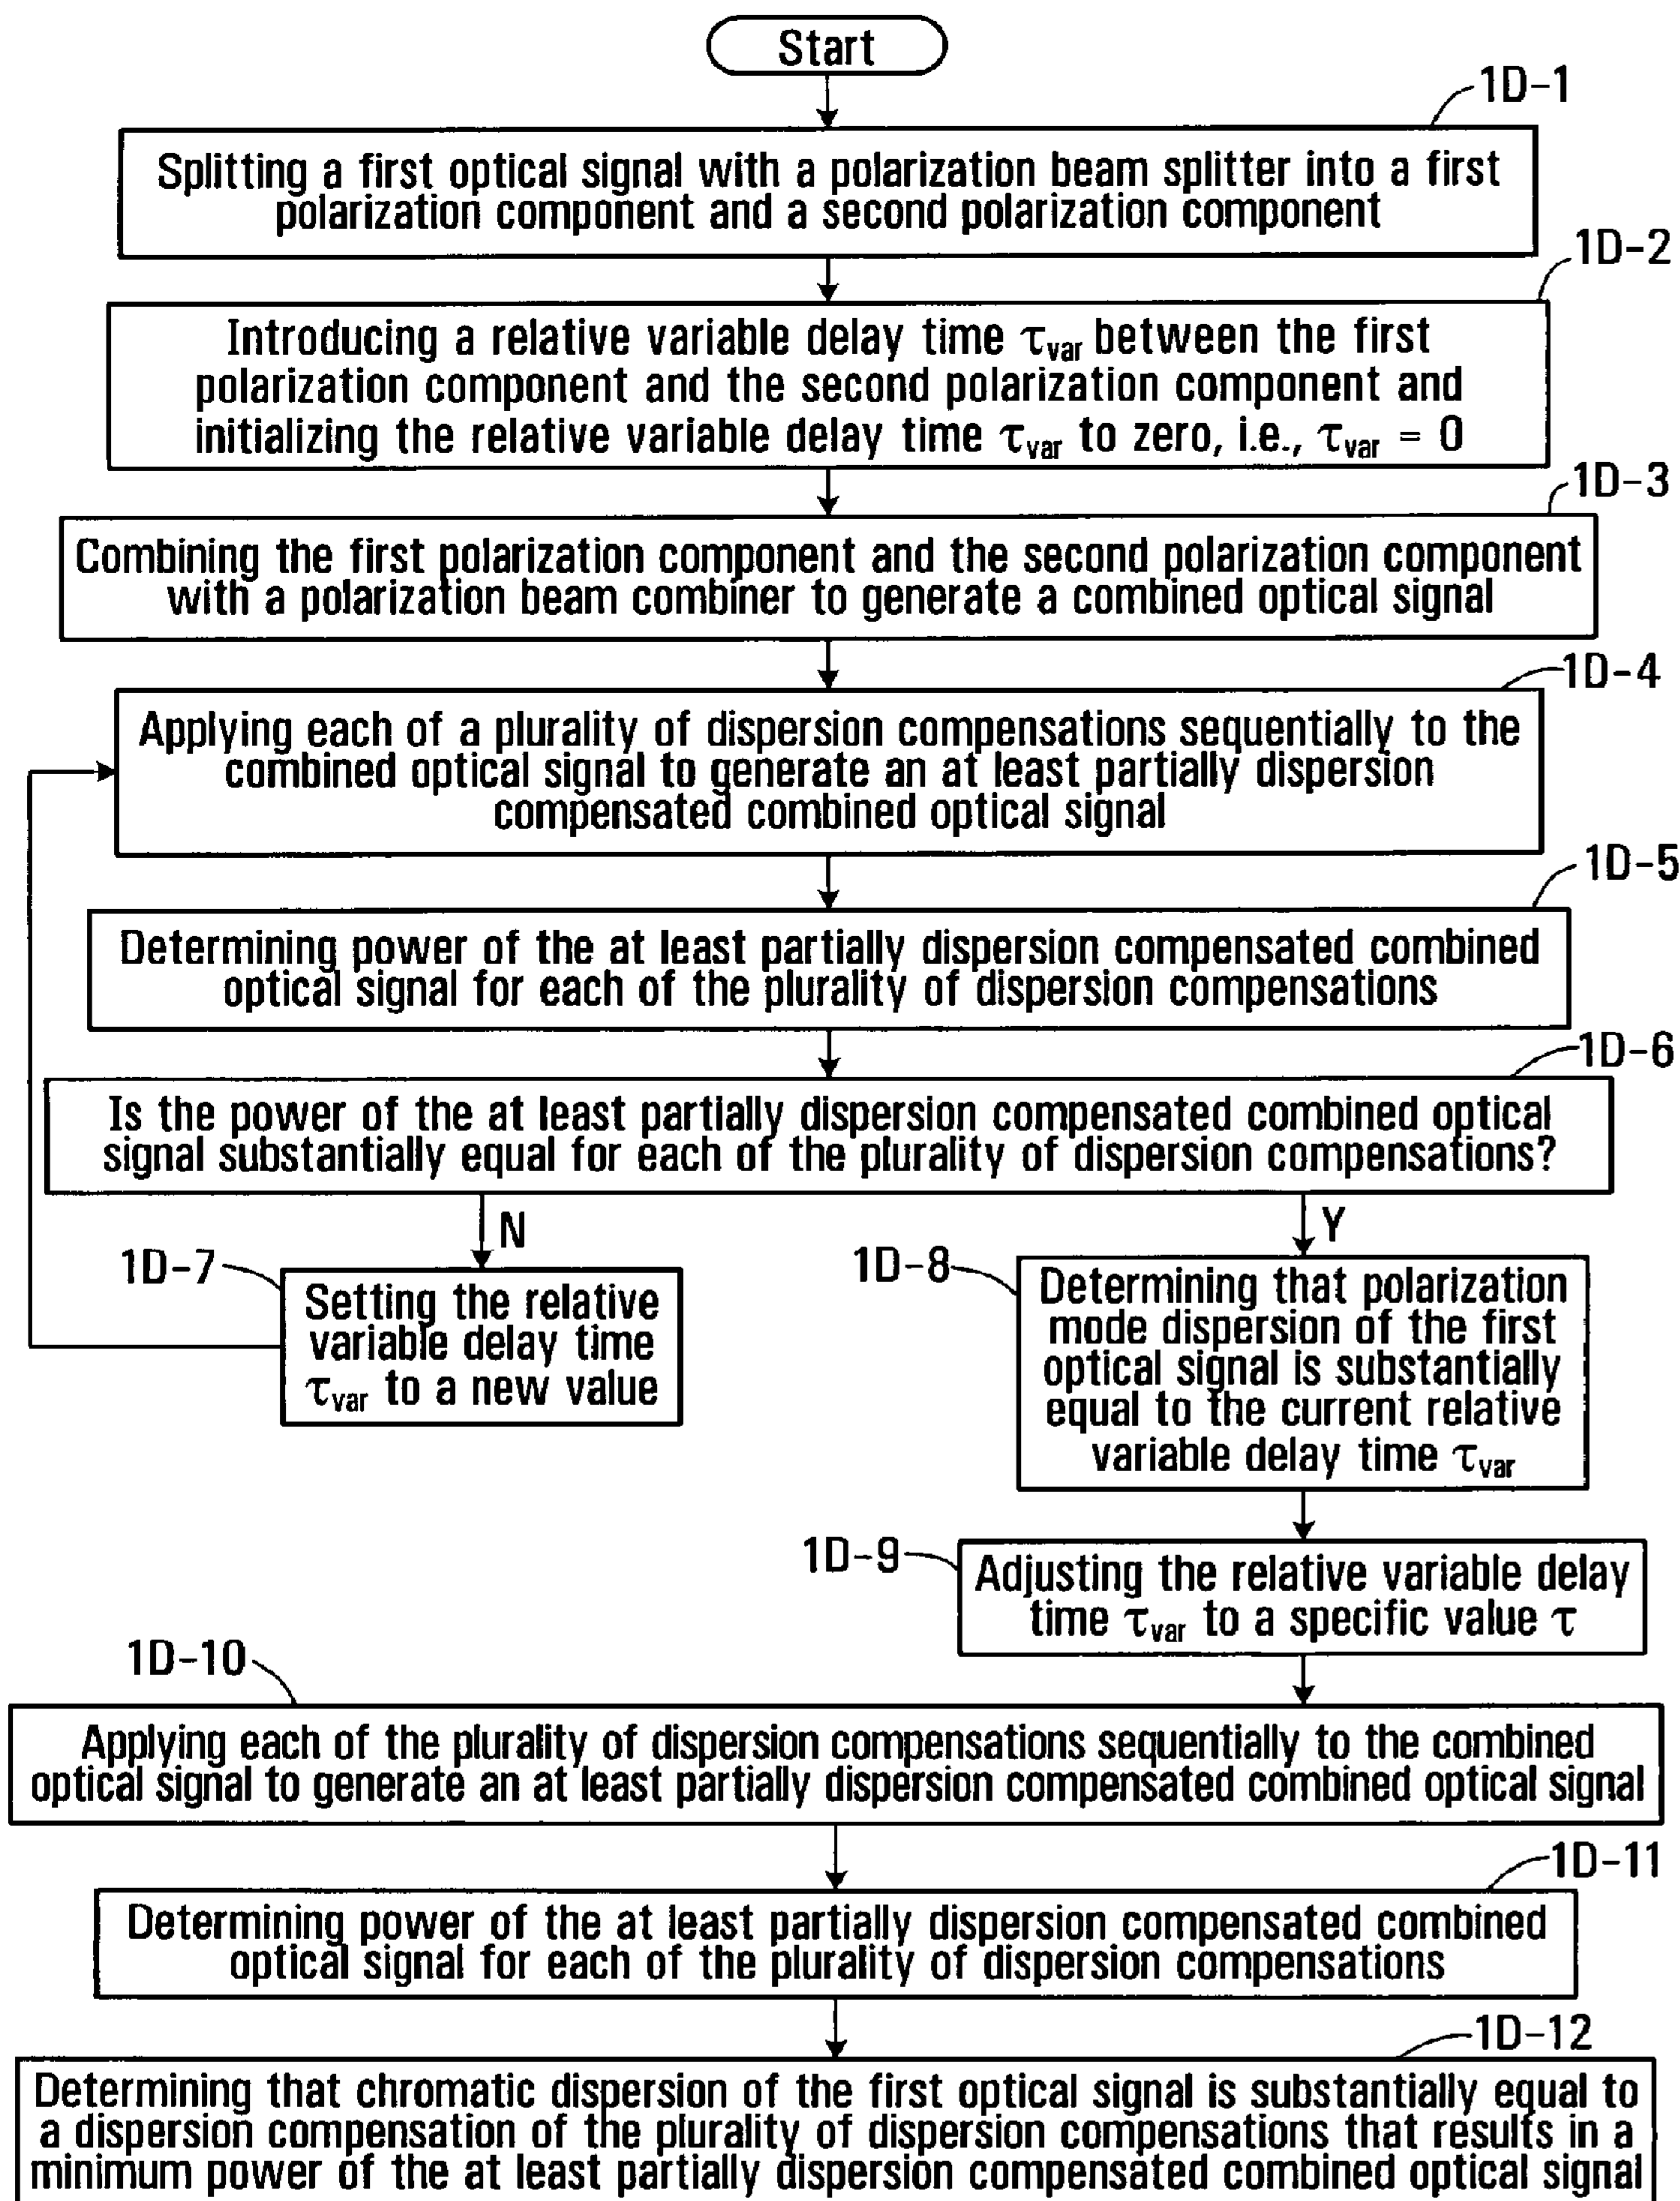 Start
1D-1
Splitting a first optical signal with a polarization beam splitter into a first
polarization component and a second polarization component
1D-2
Introducing a relative variable delay time τvar between the first
polarization component and the second polarization component and
initializing the relative variable delay time τvar to zero, i.e., τvar = 0
1D-3
Combining the first polarization component and the second polarization component
with a polarization beam combiner to generate a combined optical signal
1D-4
Applying each of a plurality of dispersion compensations sequentially to the
combined optical signal to generate an at least partially dispersion
compensated combined optical signal
1D-5
Determining power of the at least partially dispersion compensated combined
optical signal for each of the plurality of dispersion compensations
1D-6
Is the power of the at least partially dispersion compensated combined optical
signal substantially equal for each of the plurality of dispersion compensations?
N
Y
1D-7
Setting the relative
variable delay time
τvar to a new value
1D-8
Determining that polarization
mode dispersion of the first
optical signal is substantially
equal to the current relative
variable delay time τvar
1D-9
Adjusting the relative variable delay
time τvar to a specific value τ
1D-10
Applying each of the plurality of dispersion compensations sequentially to the combined
optical signal to generate an at least partially dispersion compensated combined optical signal
1D-11
Determining power of the at least partially dispersion compensated combined
optical signal for each of the plurality of dispersion compensations
1D-12
Determining that chromatic dispersion of the first optical signal is substantially equal to
a dispersion compensation of the plurality of dispersion compensations that results in a
minimum power of the at least partially dispersion compensated combined optical signal